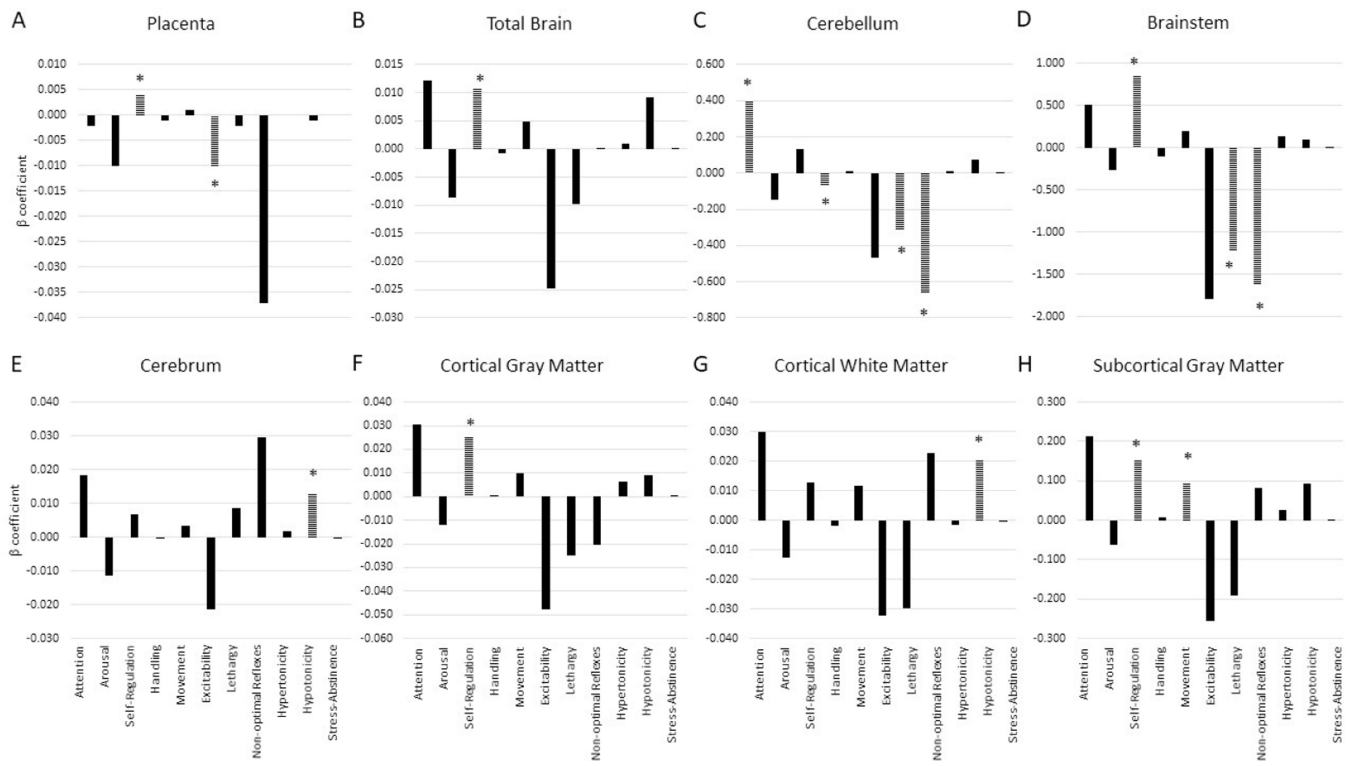 A Placenta
B Total Brain
C Cerebellum
D Brainstem
β coefficient
0.010
0.005
0.000
-0.005
-0.010
-0.015
-0.020
-0.025
-0.030
-0.035
-0.040
* *
0.015
0.010
0.005
0.000
-0.005
-0.010
-0.015
-0.020
-0.025
-0.030
*
0.600
0.400
0.200
0.000
-0.200
-0.400
-0.600
-0.800
* * * *
1.000
0.500
0.000
-0.500
-1.000
-1.500
-2.000
* * *
E Cerebrum
F Cortical Gray Matter
G Cortical White Matter
H Subcortical Gray Matter
β coefficient
0.040
0.030
0.020
0.010
0.000
-0.010
-0.020
-0.030
*
Attention
Arousal
Self-Regulation
Handling
Movement
Excitability
Lethargy
Non-optimal Reflexes
Hypertonicity
Hypotonicity
Stress-Abstinence
0.040
0.030
0.020
0.010
0.000
-0.010
-0.020
-0.030
-0.040
-0.050
-0.060
*
Attention
Arousal
Self-Regulation
Handling
Movement
Excitability
Lethargy
Non-optimal Reflexes
Hypertonicity
Hypotonicity
Stress-Abstinence
0.040
0.030
0.020
0.010
0.000
-0.010
-0.020
-0.030
-0.040
*
Attention
Arousal
Self-Regulation
Handling
Movement
Excitability
Lethargy
Non-optimal Reflexes
Hypertonicity
Hypotonicity
Stress-Abstinence
0.300
0.200
0.100
0.000
-0.100
-0.200
-0.300
* *
Attention
Arousal
Self-Regulation
Handling
Movement
Excitability
Lethargy
Non-optimal Reflexes
Hypertonicity
Hypotonicity
Stress-Abstinence